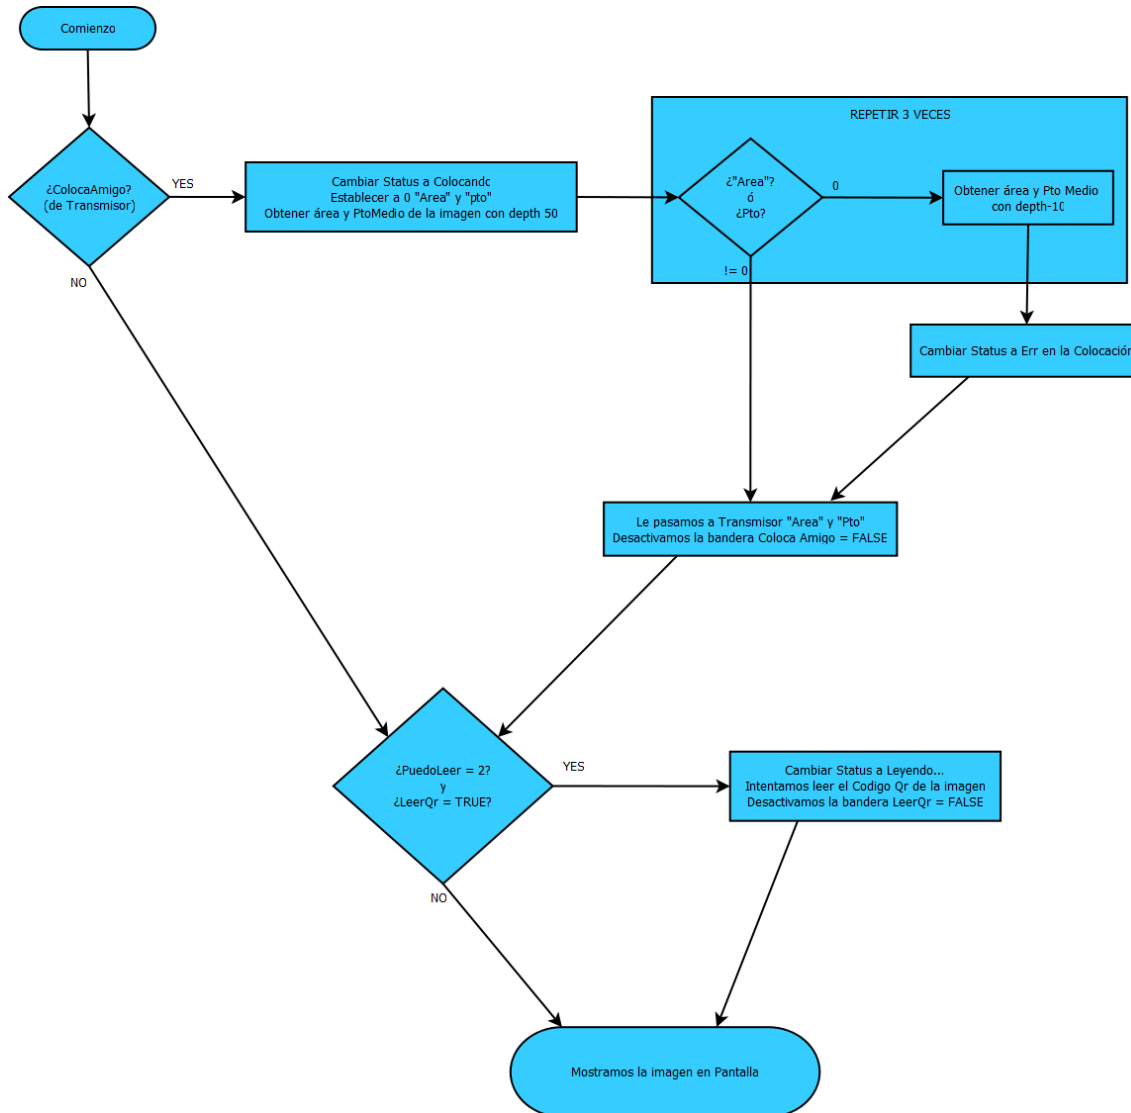 Comienzo
¿ColocaAmigo?
(de Transmisor)
YES
NO
Cambiar Status a Colocando
Establecer a 0 "Area" y "pto"
Obtener área y PtoMedio de la imagen con depth 50
REPETIR 3 VECES
¿"Area"?
ó
¿Pto?
0
!= 0
Obtener área y Pto Medio
con depth-10
Cambiar Status a Err en la Colocación
Le pasamos a Transmisor "Area" y "Pto"
Desactivamos la bandera Coloca Amigo = FALSE
¿PuedoLeer = 2?
y
¿LeerQr = TRUE?
YES
NO
Cambiar Status a Leyendo...
Intentamos leer el Codigo Qr de la imagen
Desactivamos la bandera LeerQr = FALSE
Mostramos la imagen en Pantalla